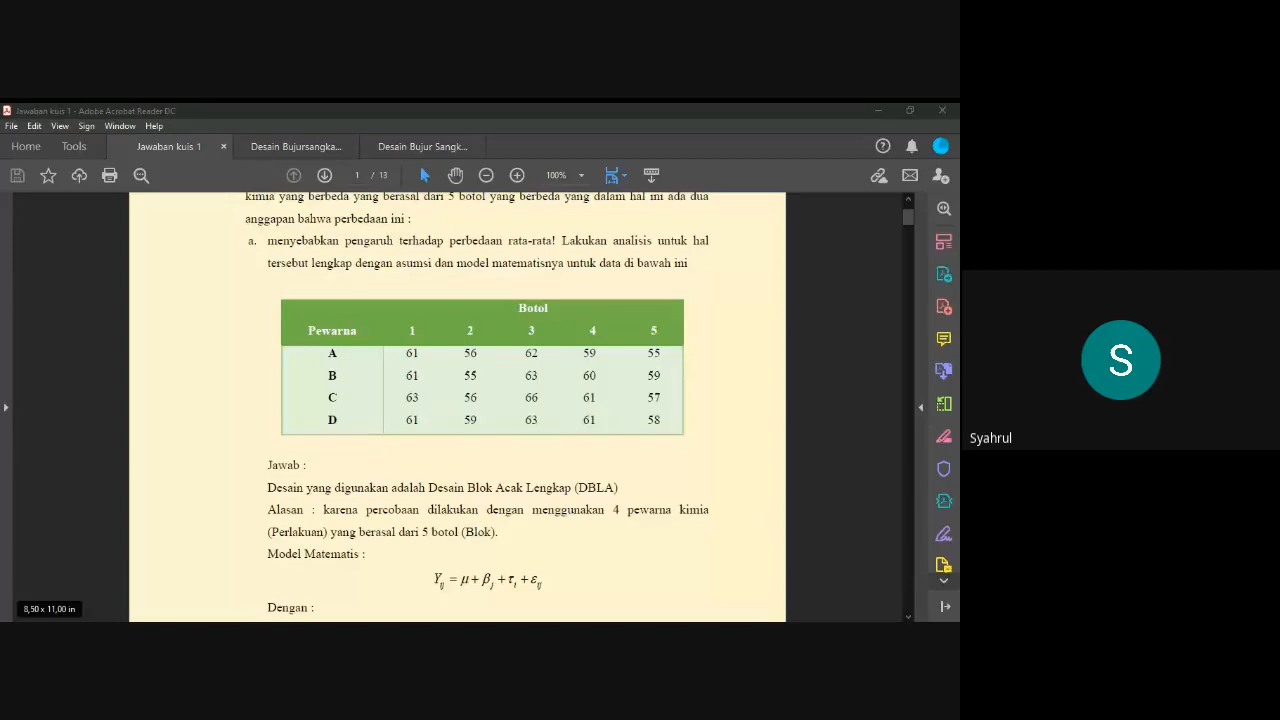 Jawaban kuis 1 - Adobe Acrobat Reader DC
File Edit View Sign Window Help
Home Tools Jawaban kuis 1 × Desain Bujursangka... Desain Bujur Sangk...
1 / 13 100%
kimia yang berbeda yang berasal dari 5 botol yang berbeda yang dalam hal ini ada dua
anggapan bahwa perbedaan ini :
a. menyebabkan pengaruh terhadap perbedaan rata-rata! Lakukan analisis untuk hal
tersebut lengkap dengan asumsi dan model matematisnya untuk data di bawah ini
Botol
Pewarna 1 2 3 4 5
A 61 56 62 59 55
B 61 55 63 60 59
C 63 56 66 61 57
D 61 59 63 61 58
Jawab :
Desain yang digunakan adalah Desain Blok Acak Lengkap (DBLA)
Alasan : karena percobaan dilakukan dengan menggunakan 4 pewarna kimia
(Perlakuan) yang berasal dari 5 botol (Blok).
Model Matematis :
Y_ij = μ + β_j + τ_i + ε_ij
Dengan :
8,50 x 11,00 in
S
Syahrul